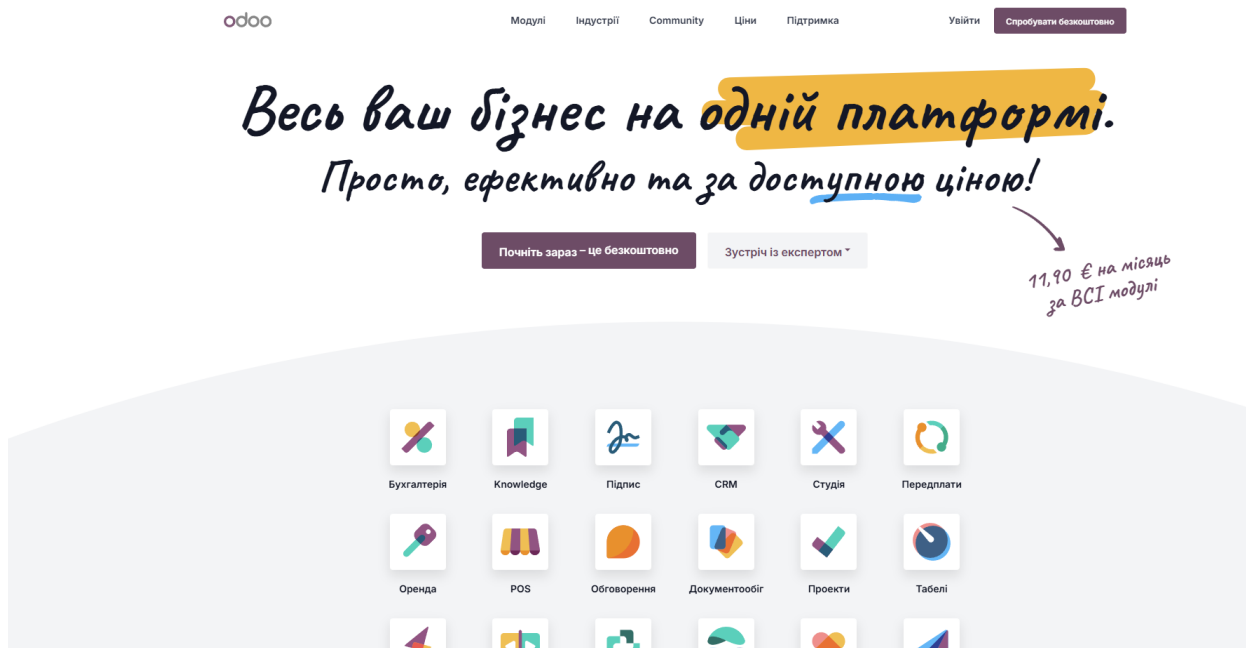 odoo
Модулі Індустрії Community Ціни Підтримка Увійти Спробувати безкоштовно
Весь ваш бізнес на одній платформі.
Просто, ефективно та за доступною ціною!
Почніть зараз – це безкоштовно Зустріч із експертом
11,90 € на місяць
за ВСІ модулі
Бухгалтерія Knowledge Підпис CRM Студія Передплати
Оренда POS Обговорення Документообіг Проекти Табелі